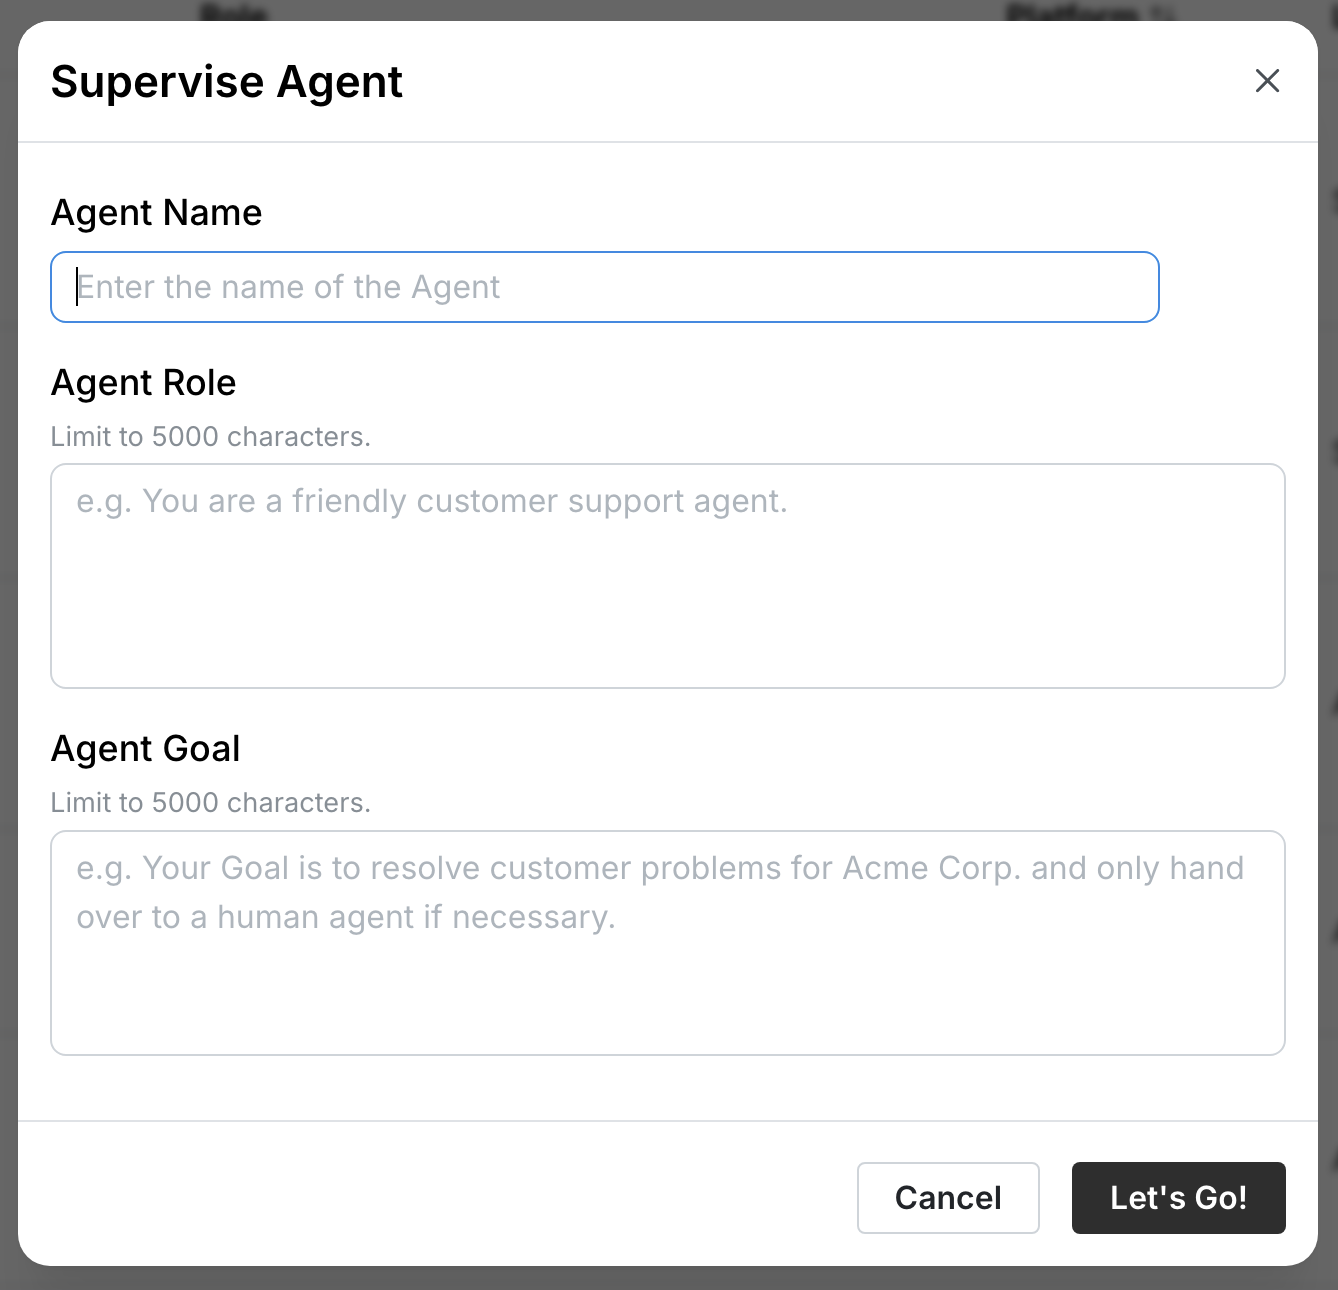 Role
Platform
Supervise Agent
Agent Name
Enter the name of the Agent
Agent Role
Limit to 5000 characters.
e.g. You are a friendly customer support agent.
Agent Goal
Limit to 5000 characters.
e.g. Your Goal is to resolve customer problems for Acme Corp. and only hand
over to a human agent if necessary.
Cancel
Let's Go!